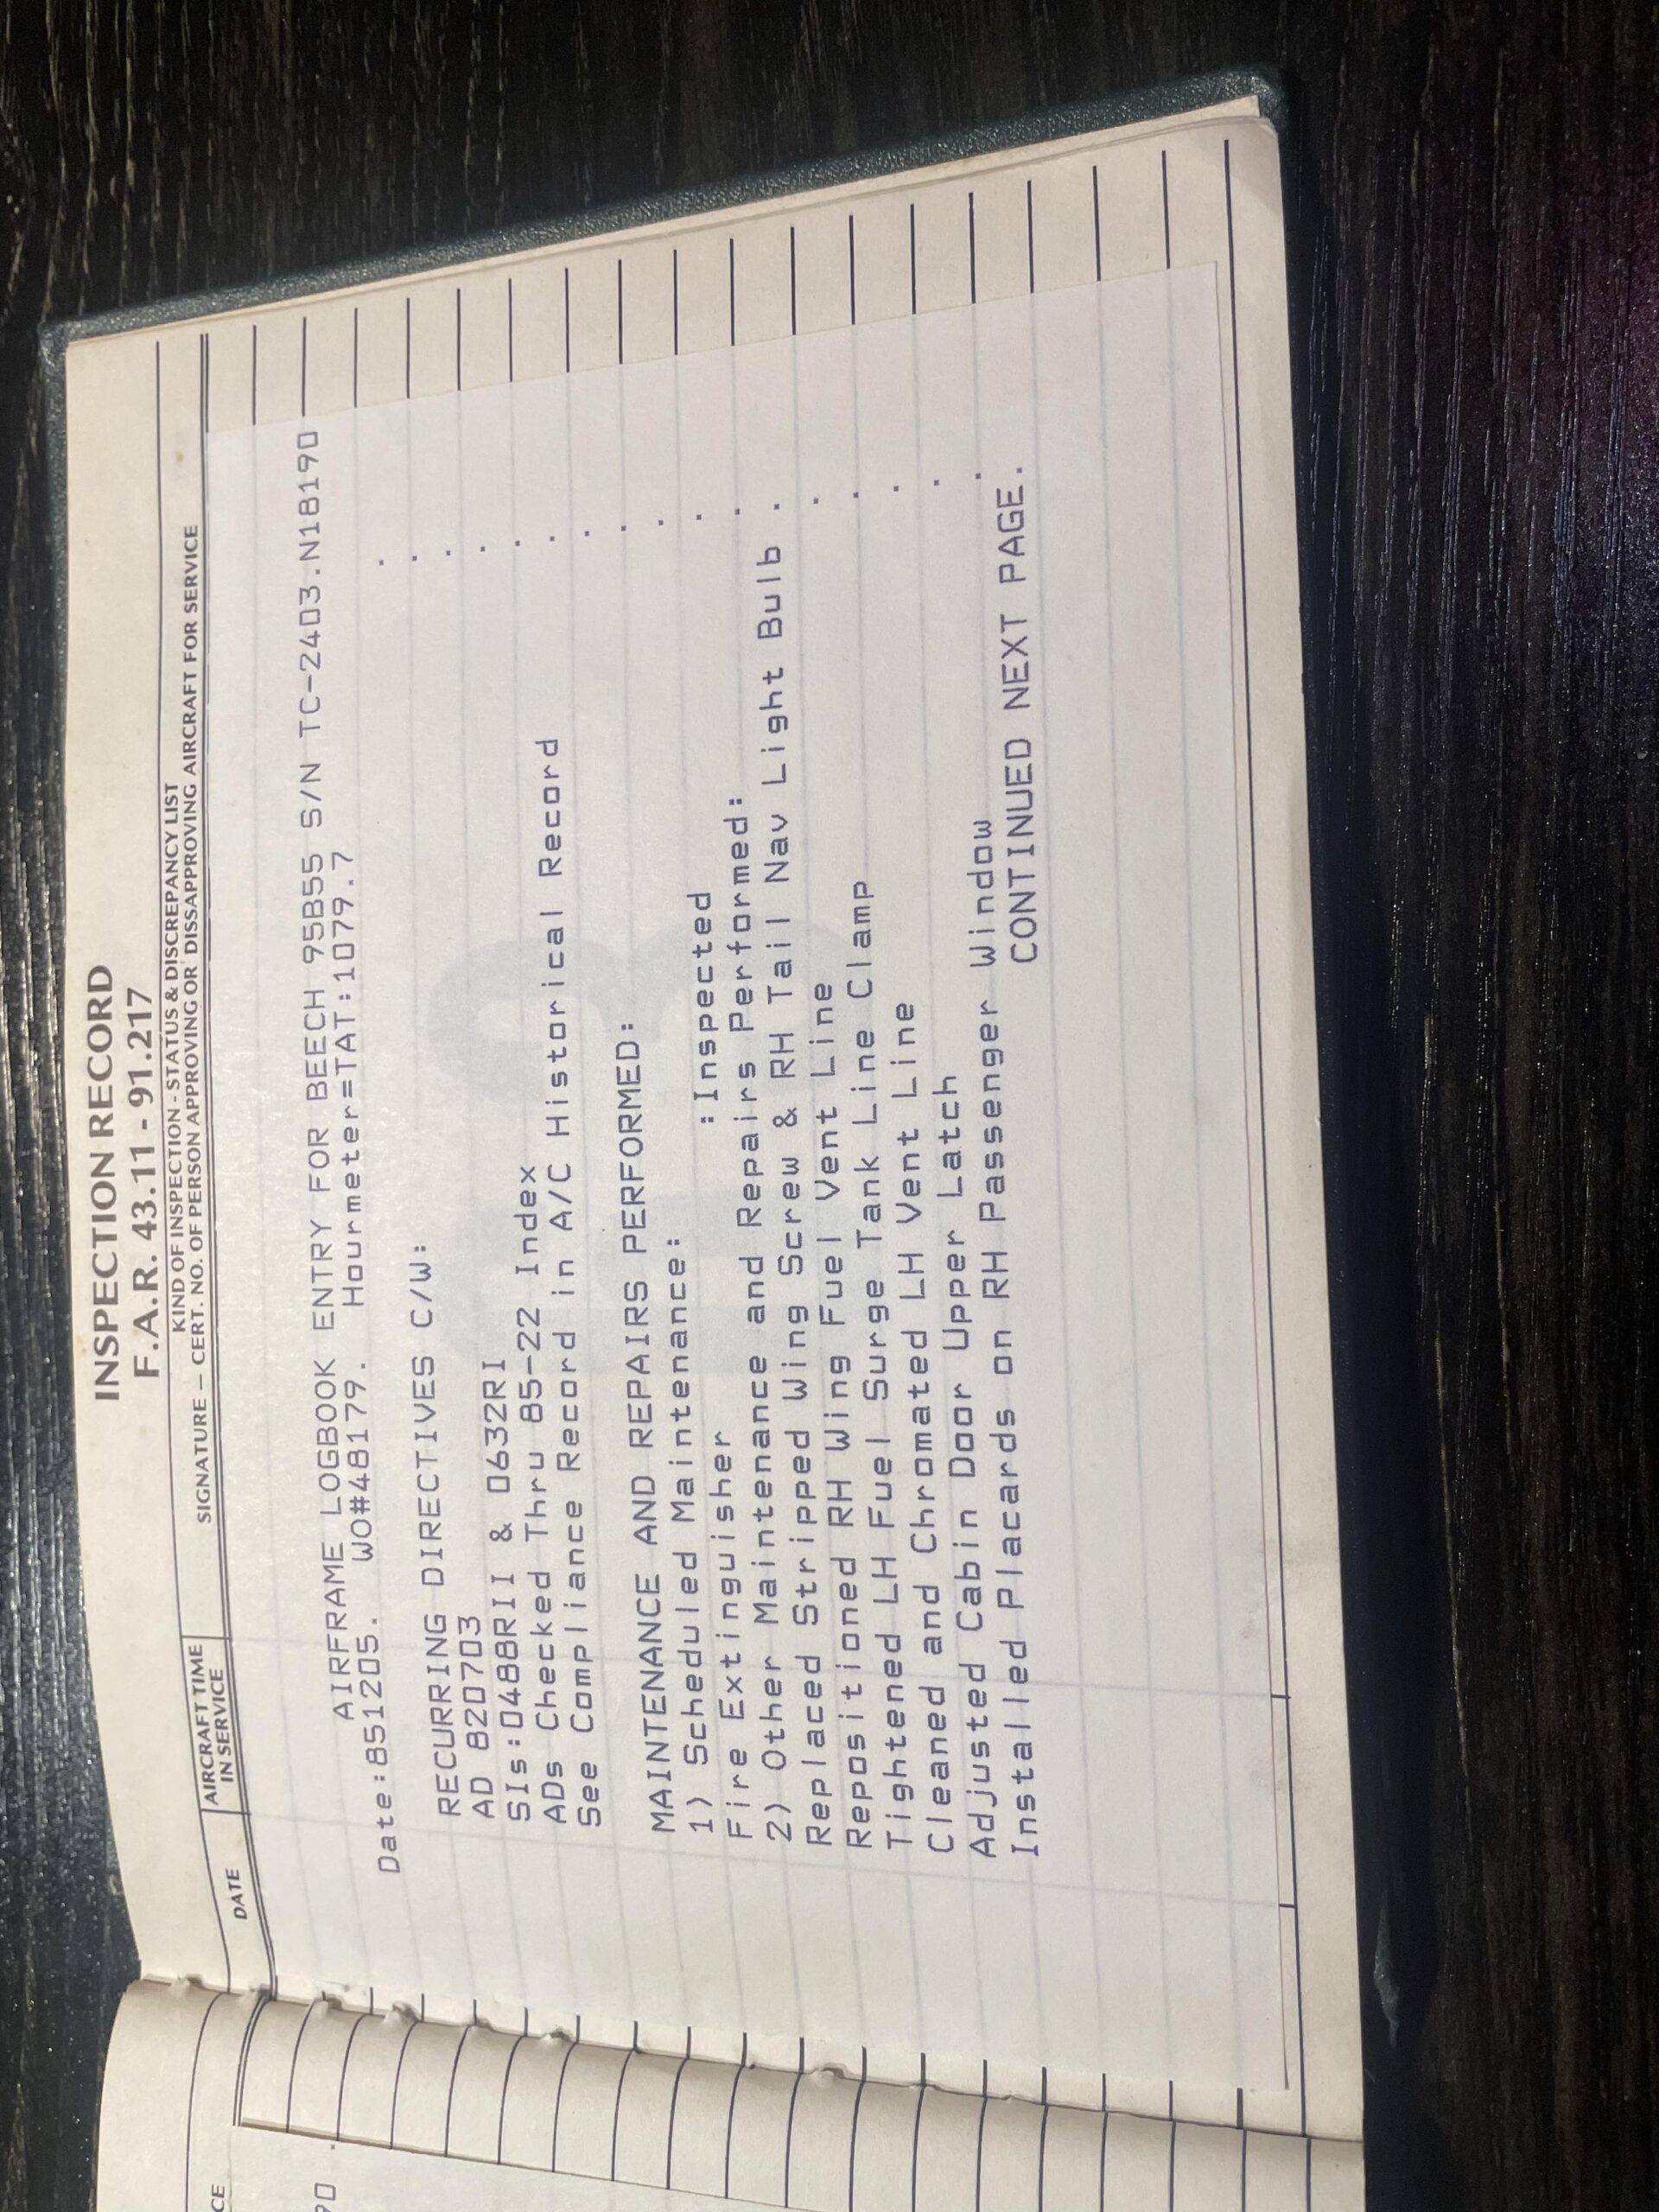 INSPECTION RECORD
F.A.R. 43.11 - 91.217
DATE
AIRCRAFT TIME
IN SERVICE
KIND OF INSPECTION - STATUS & DISCREPANCY LIST
SIGNATURE — CERT. NO. OF PERSON APPROVING OR DISSAPPROVING AIRCRAFT FOR SERVICE
AIRFRAME LOGBOOK ENTRY FOR BEECH 95B55 S/N TC-2403.N18190
Date:851205. WO#48179. Hourmeter=TAT:1079.7
RECURRING DIRECTIVES C/W:
AD 820703
SIs:0488RII & 0632RI
ADs Checked Thru 85-22 Index
See Compliance Record in A/C Historical Record
MAINTENANCE AND REPAIRS PERFORMED:
1) Scheduled Maintenance:
Fire Extinguisher :Inspected
2) Other Maintenance and Repairs Performed:
Replaced Stripped Wing Screw & RH Tail Nav Light Bulb
Repositioned RH Wing Fuel Vent Line
Tightened LH Fuel Surge Tank Line Clamp
Cleaned and Chromated LH Vent Line
Adjusted Cabin Door Upper Latch
Installed Placards on RH Passenger Window
CONTINUED NEXT PAGE.
CE
90